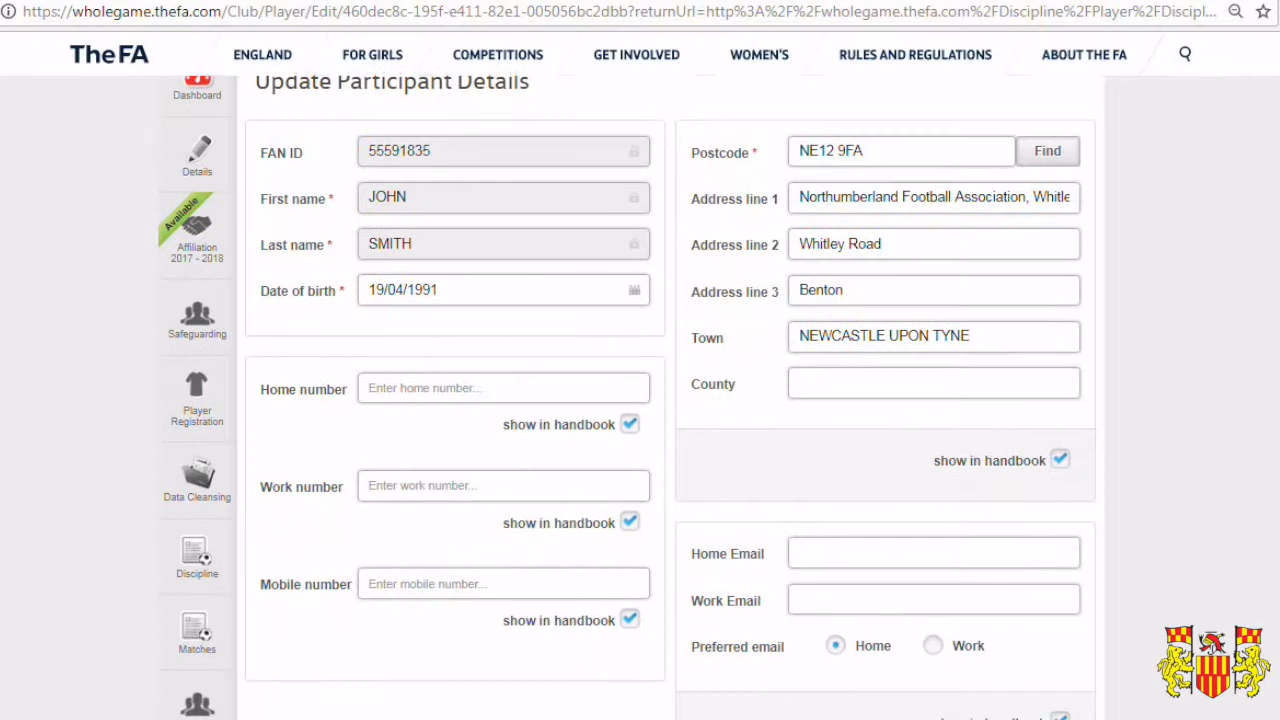 https://wholegame.thefa.com/Club/Player/Edit/460dec8c-195f-e411-82e1-005056bc2dbb?returnUrl=http%3A%2F%2Fwholegame.thefa.com%2FDiscipline%2FPlayer%2FDiscipl...
TheFA
ENGLAND
FOR GIRLS
COMPETITIONS
GET INVOLVED
WOMEN'S
RULES AND REGULATIONS
ABOUT THE FA
Update Participant Details
Dashboard
Details
Available
Affiliation
2017 - 2018
Safeguarding
Player
Registration
Data Cleansing
Discipline
Matches
FAN ID 55591835
First name * JOHN
Last name * SMITH
Date of birth * 19/04/1991
Home number Enter home number...
show in handbook
Work number Enter work number...
show in handbook
Mobile number Enter mobile number...
show in handbook
Postcode * NE12 9FA Find
Address line 1 Northumberland Football Association, Whitle
Address line 2 Whitley Road
Address line 3 Benton
Town NEWCASTLE UPON TYNE
County
show in handbook
Home Email
Work Email
Preferred email Home Work